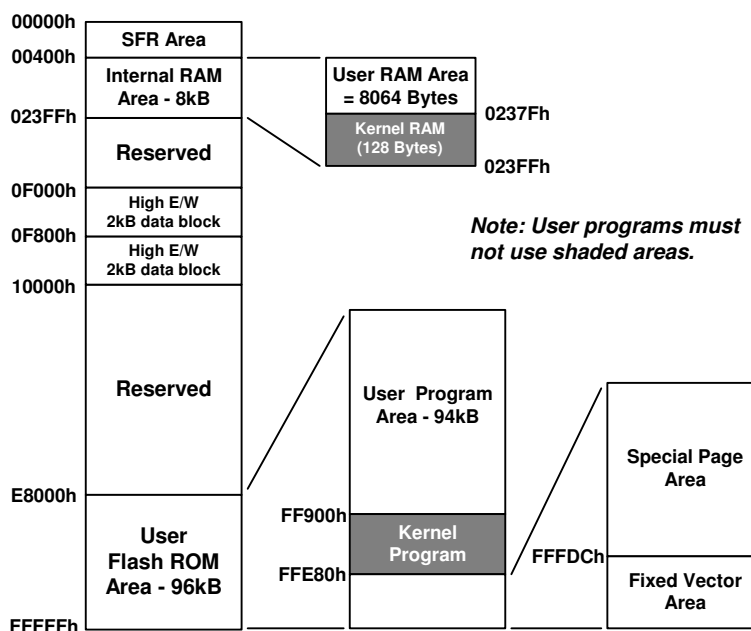 00000h
SFR Area
00400h
Internal RAM
Area - 8kB
023FFh
Reserved
0F000h
High E/W
2kB data block
0F800h
High E/W
2kB data block
10000h
Reserved
E8000h
User
Flash ROM
Area - 96kB
FFFFFh
User RAM Area
= 8064 Bytes
0237Fh
Kernel RAM
(128 Bytes)
023FFh
Note: User programs must
not use shaded areas.
User Program
Area - 94kB
FF900h
Kernel
Program
FFE80h
Special Page
Area
FFFDCh
Fixed Vector
Area